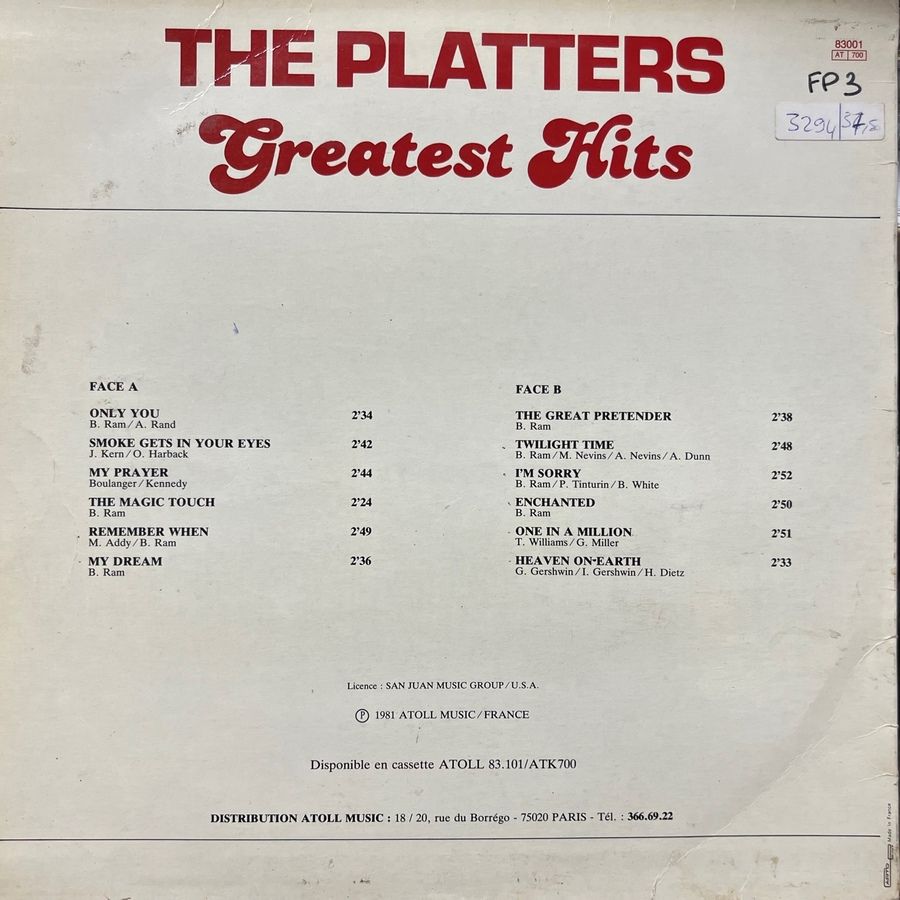 THE PLATTERS
Greatest Hits
83001
AT 700
FP3
3294
FACE A
ONLY YOU 2'34
B. Ram/A. Rand
SMOKE GETS IN YOUR EYES 2'42
J. Kern/O. Harback
MY PRAYER 2'44
Boulanger/Kennedy
THE MAGIC TOUCH 2'24
B. Ram
REMEMBER WHEN 2'49
M. Addy/B. Ram
MY DREAM 2'36
B. Ram
FACE B
THE GREAT PRETENDER 2'38
B. Ram
TWILIGHT TIME 2'48
B. Ram/M. Nevins/A. Nevins/A. Dunn
I'M SORRY 2'52
B. Ram/P. Tinturin/B. White
ENCHANTED 2'50
B. Ram
ONE IN A MILLION 2'51
T. Williams/G. Miller
HEAVEN ON-EARTH 2'33
G. Gershwin/I. Gershwin/H. Dietz
Licence : SAN JUAN MUSIC GROUP/U.S.A.
Ⓟ 1981 ATOLL MUSIC/FRANCE
Disponible en cassette ATOLL 83.101/ATK700
DISTRIBUTION ATOLL MUSIC : 18 / 20, rue du Borrégo - 75020 PARIS - Tél. : 366.69.22
Made in France